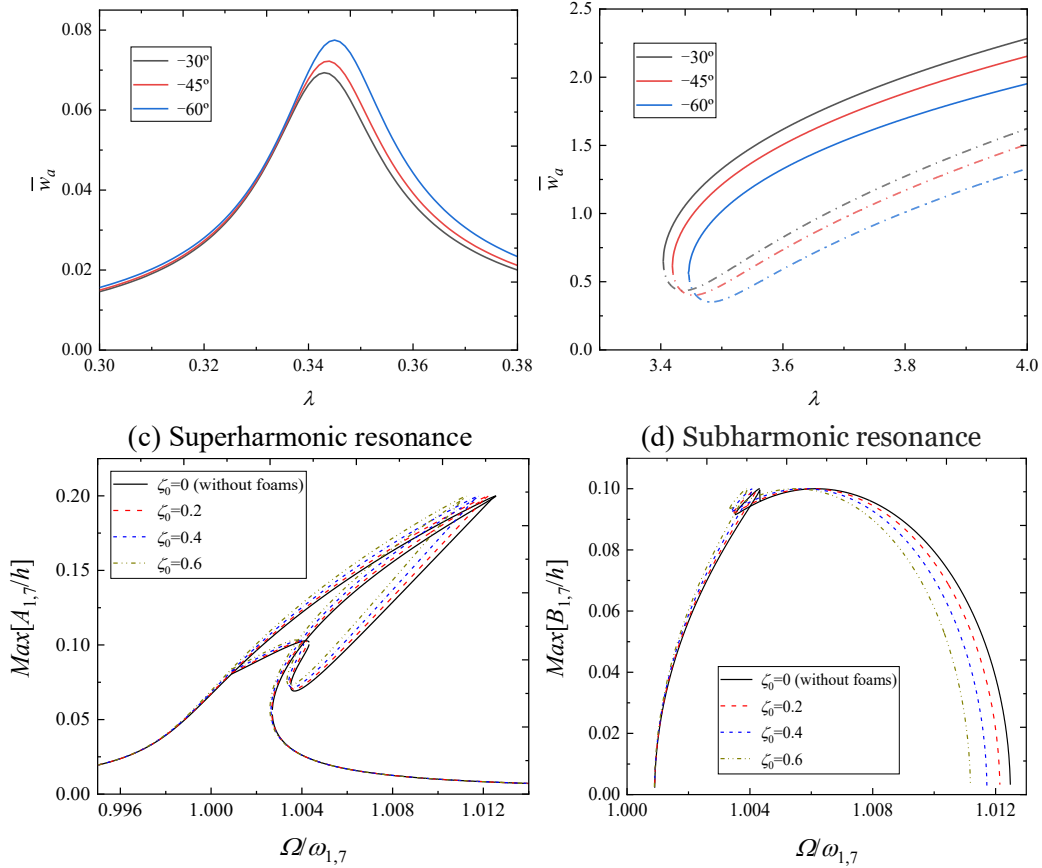 0.08
0.06
0.04
0.02
0.00
w̅a
−30º
−45º
−60º
0.30 0.32 0.34 0.36 0.38
λ
2.5
2.0
1.5
1.0
0.5
0.0
w̅a
−30º
−45º
−60º
3.4 3.6 3.8 4.0
λ
(c) Superharmonic resonance
(d) Subharmonic resonance
0.20
0.15
0.10
0.05
0.00
Max[A1,7/h]
ζ0=0 (without foams)
ζ0=0.2
ζ0=0.4
ζ0=0.6
0.996 1.000 1.004 1.008 1.012
Ω/ω1,7
0.10
0.08
0.06
0.04
0.02
0.00
Max[B1,7/h]
ζ0=0 (without foams)
ζ0=0.2
ζ0=0.4
ζ0=0.6
1.000 1.004 1.008 1.012
Ω/ω1,7